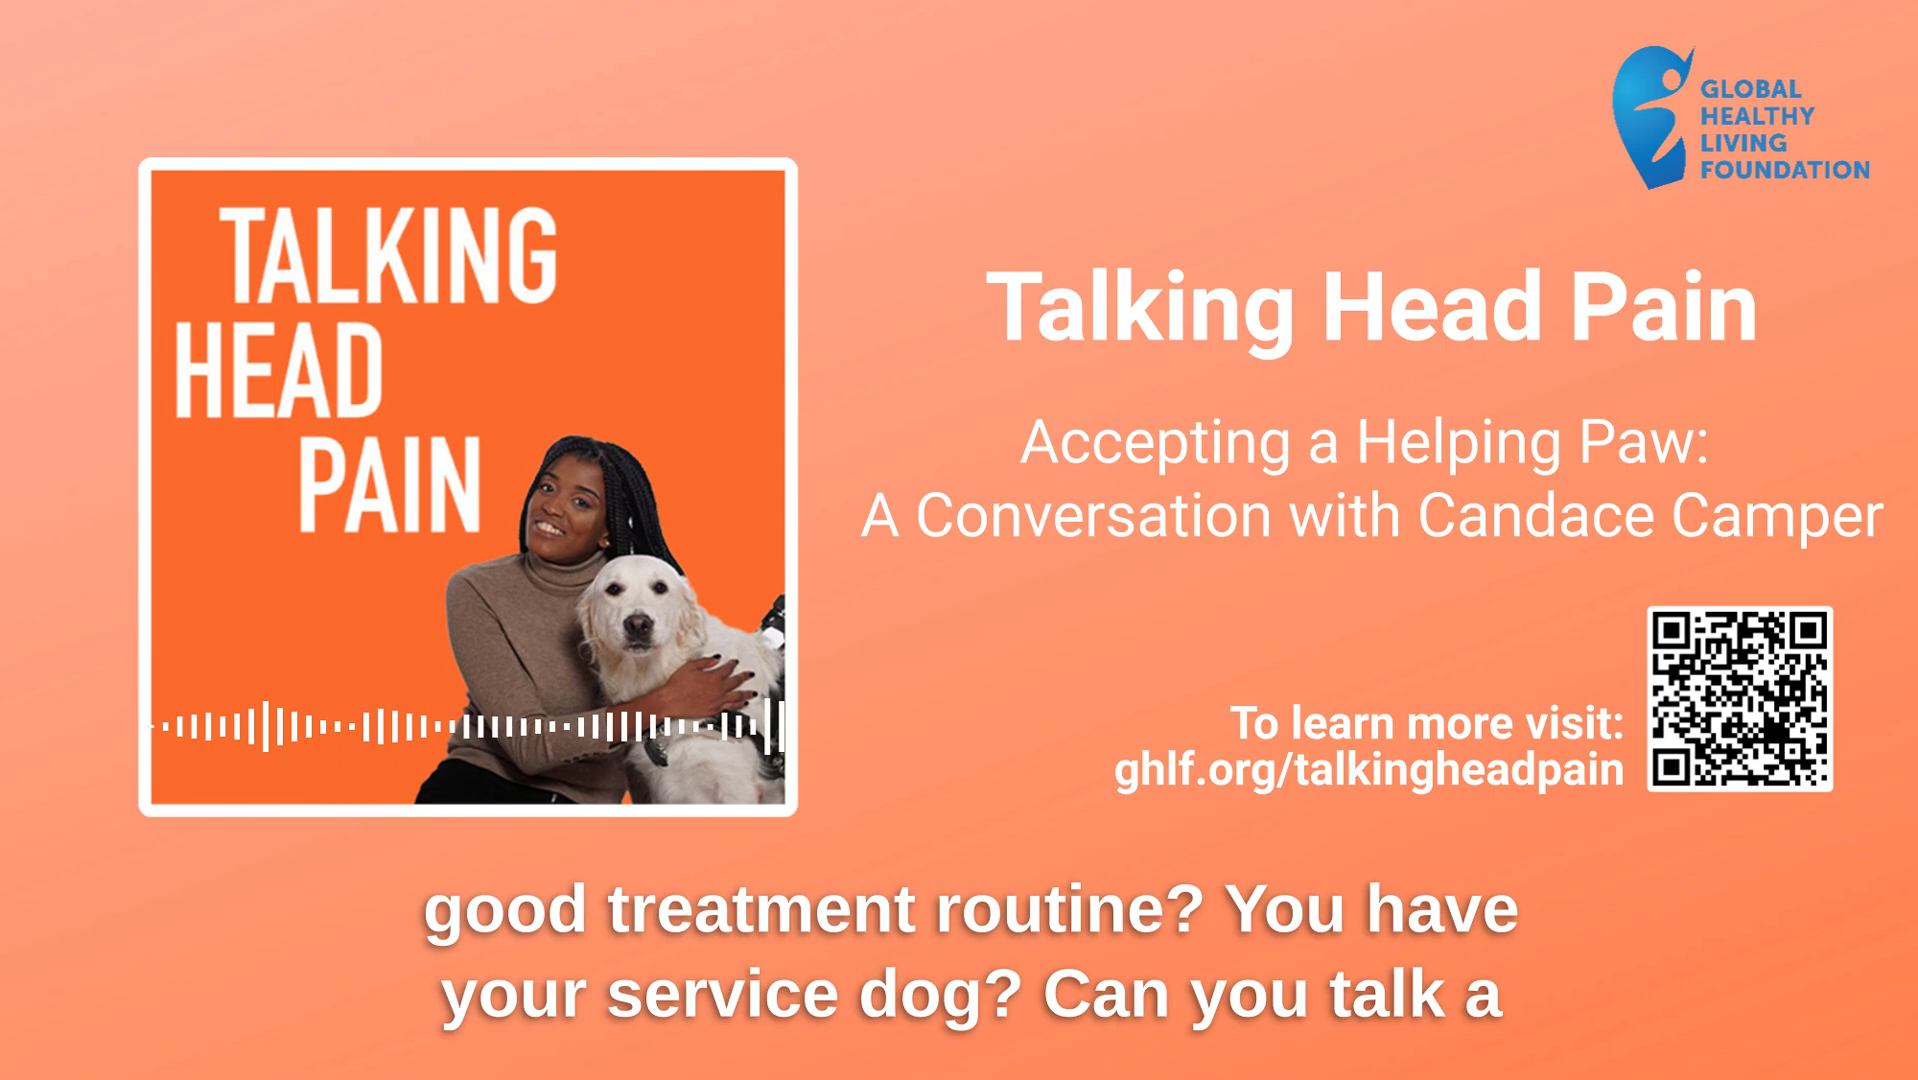 TALKING
HEAD
PAIN
GLOBAL
HEALTHY
LIVING
FOUNDATION
Talking Head Pain
Accepting a Helping Paw:
A Conversation with Candace Camper
To learn more visit:
ghlf.org/talkingheadpain
good treatment routine? You have
your service dog? Can you talk a